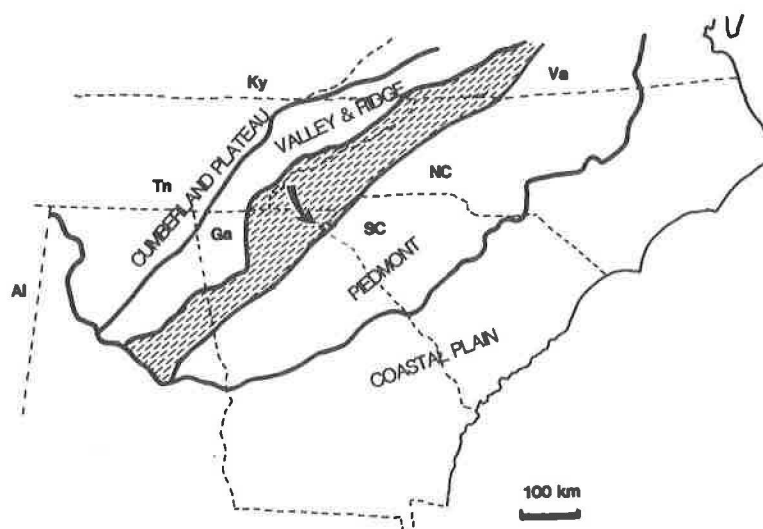 Ky
Va
VALLEY & RIDGE
CUMBERLAND PLATEAU
NC
Tn
Ga
SC
Al
PIEDMONT
COASTAL PLAIN
100 km